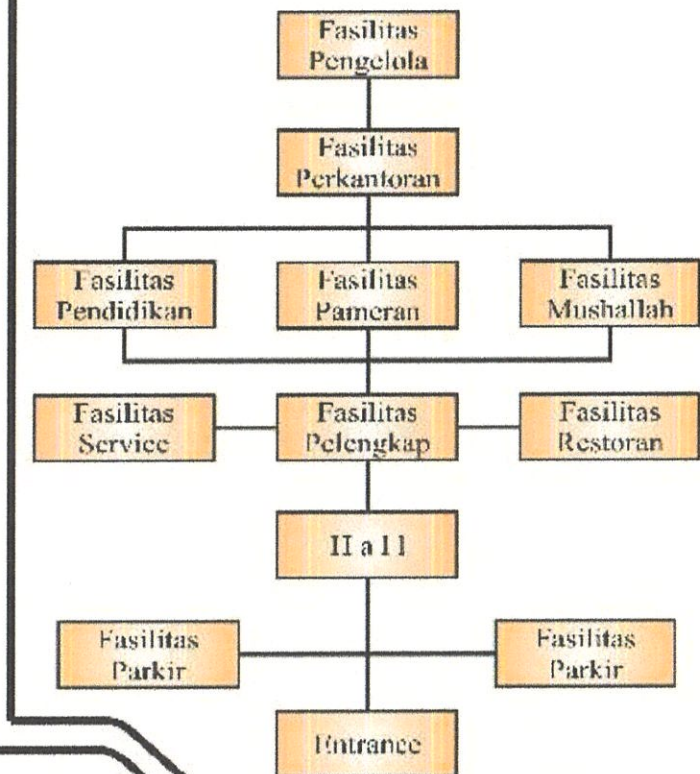 Fasilitas
Pengelola
Fasilitas
Perkantoran
Fasilitas
Pendidikan
Fasilitas
Pameran
Fasilitas
Mushallah
Fasilitas
Service
Fasilitas
Pelengkap
Fasilitas
Restoran
H a l l
Fasilitas
Parkir
Fasilitas
Parkir
Entrance